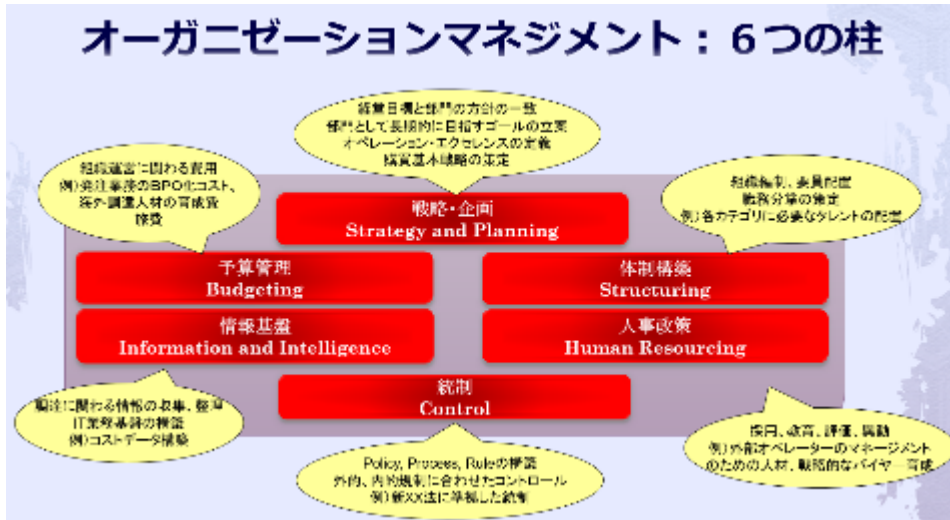 オーガニゼーションマネジメント：６つの柱
経営目標と部門の方針の一致
部門として長期的に目指すゴールの立案
オペレーション・エクセレンスの定義
購買基本戦略の策定
組織運営に関わる費用
例）発注業務のBPO化コスト、
海外調達人材の育成費
旅費
組織編制、要員配置
職務分掌の策定
例）各カテゴリに必要なタレントの配置
戦略・企画
Strategy and Planning
予算管理
Budgeting
体制構築
Structuring
情報基盤
Information and Intelligence
人事政策
Human Resourcing
統制
Control
調達に関わる情報の収集、整理
IT業務基盤の構築
例）コストデータ構築
Policy, Process, Ruleの構築
外的、内的規制に合わせたコントロール
例）新XX法に準拠した統制
採用、教育、評価、異動
例）外部オペレーターのマネージメント
のための人材、戦略的なバイヤー育成